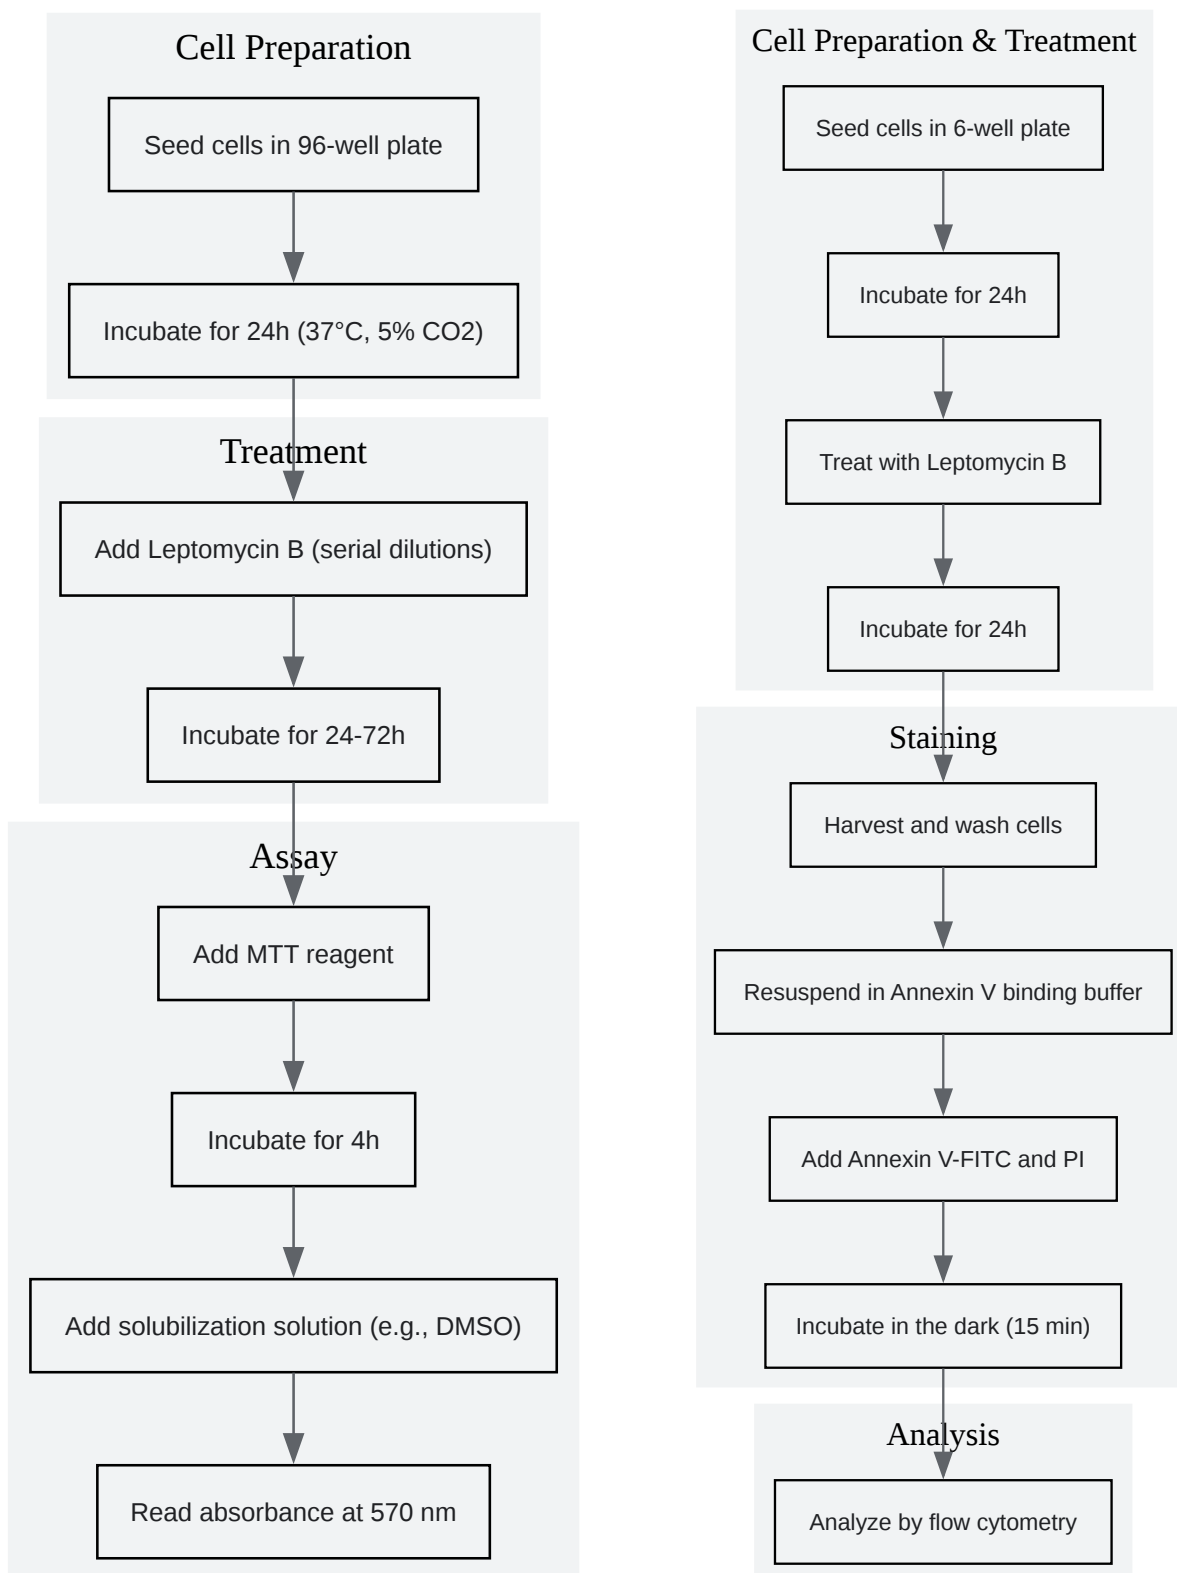 Cell Preparation
Seed cells in 96-well plate
Incubate for 24h (37°C, 5% CO2)
Treatment
Add Leptomycin B (serial dilutions)
Incubate for 24-72h
Assay
Add MTT reagent
Incubate for 4h
Add solubilization solution (e.g., DMSO)
Read absorbance at 570 nm
Cell Preparation & Treatment
Seed cells in 6-well plate
Incubate for 24h
Treat with Leptomycin B
Incubate for 24h
Staining
Harvest and wash cells
Resuspend in Annexin V binding buffer
Add Annexin V-FITC and PI
Incubate in the dark (15 min)
Analysis
Analyze by flow cytometry